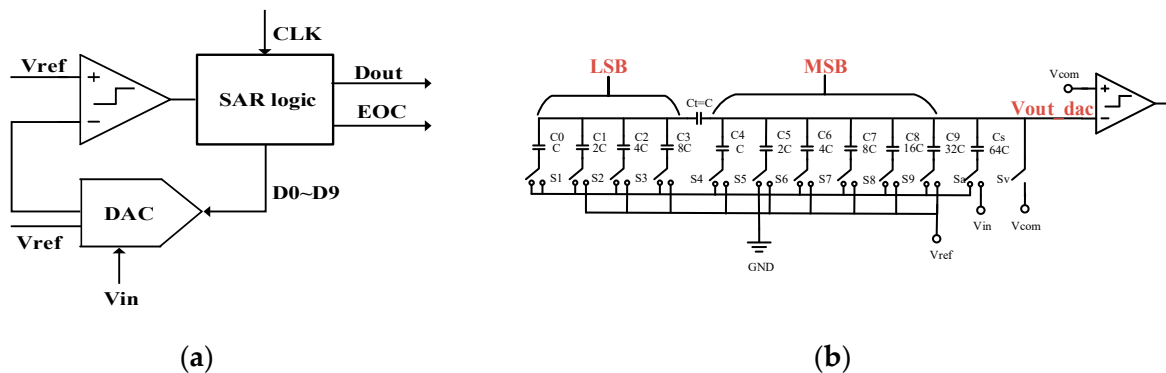 CLK
Vref
+
SAR logic
Dout
EOC
−
D0~D9
DAC
Vref
Vin
(a)
LSB
MSB
Vcom
Ct=C
Vout_dac
+
−
C0
C
C1
2C
C2
4C
C3
8C
C4
C
C5
2C
C6
4C
C7
8C
C8
16C
C9
32C
Cs
64C
S1
S2
S3
S4
S5
S6
S7
S8
S9
Sa
Sv
Vin
Vcom
GND
Vref
(b)